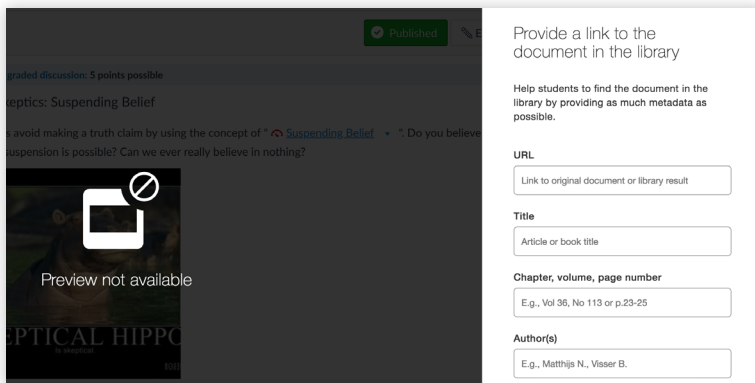 Published
E
graded discussion: 5 points possible
keptics: Suspending Belief
s avoid making a truth claim by using the concept of " Suspending Belief ". Do you believe
suspension is possible? Can we ever really believe in nothing?
Preview not available
EPTICAL HIPPO
is skeptical
Provide a link to the
document in the library
Help students to find the document in the
library by providing as much metadata as
possible.
URL
Link to original document or library result
Title
Article or book title
Chapter, volume, page number
E.g., Vol 36, No 113 or p.23-25
Author(s)
E.g., Matthijs N., Visser B.